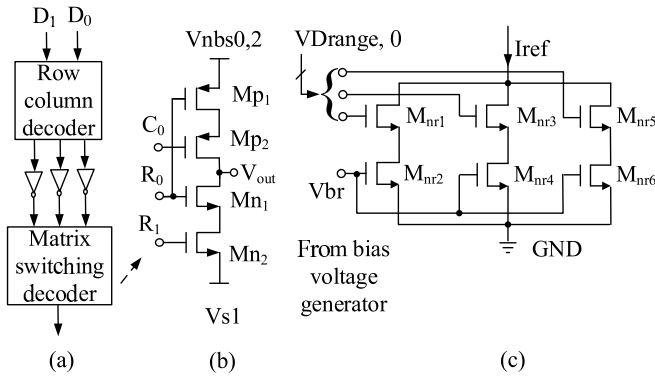 D1 D0
Row
column
decoder
Matrix
switching
decoder
(a)
Vnbs0,2
Mp1
C0
Mp2
R0
Vout
Mn1
R1
Mn2
Vs1
(b)
VDrange, 0
Iref
Mnr1
Mnr3
Mnr5
Vbr
Mnr2
Mnr4
Mnr6
From bias
voltage
generator
GND
(c)